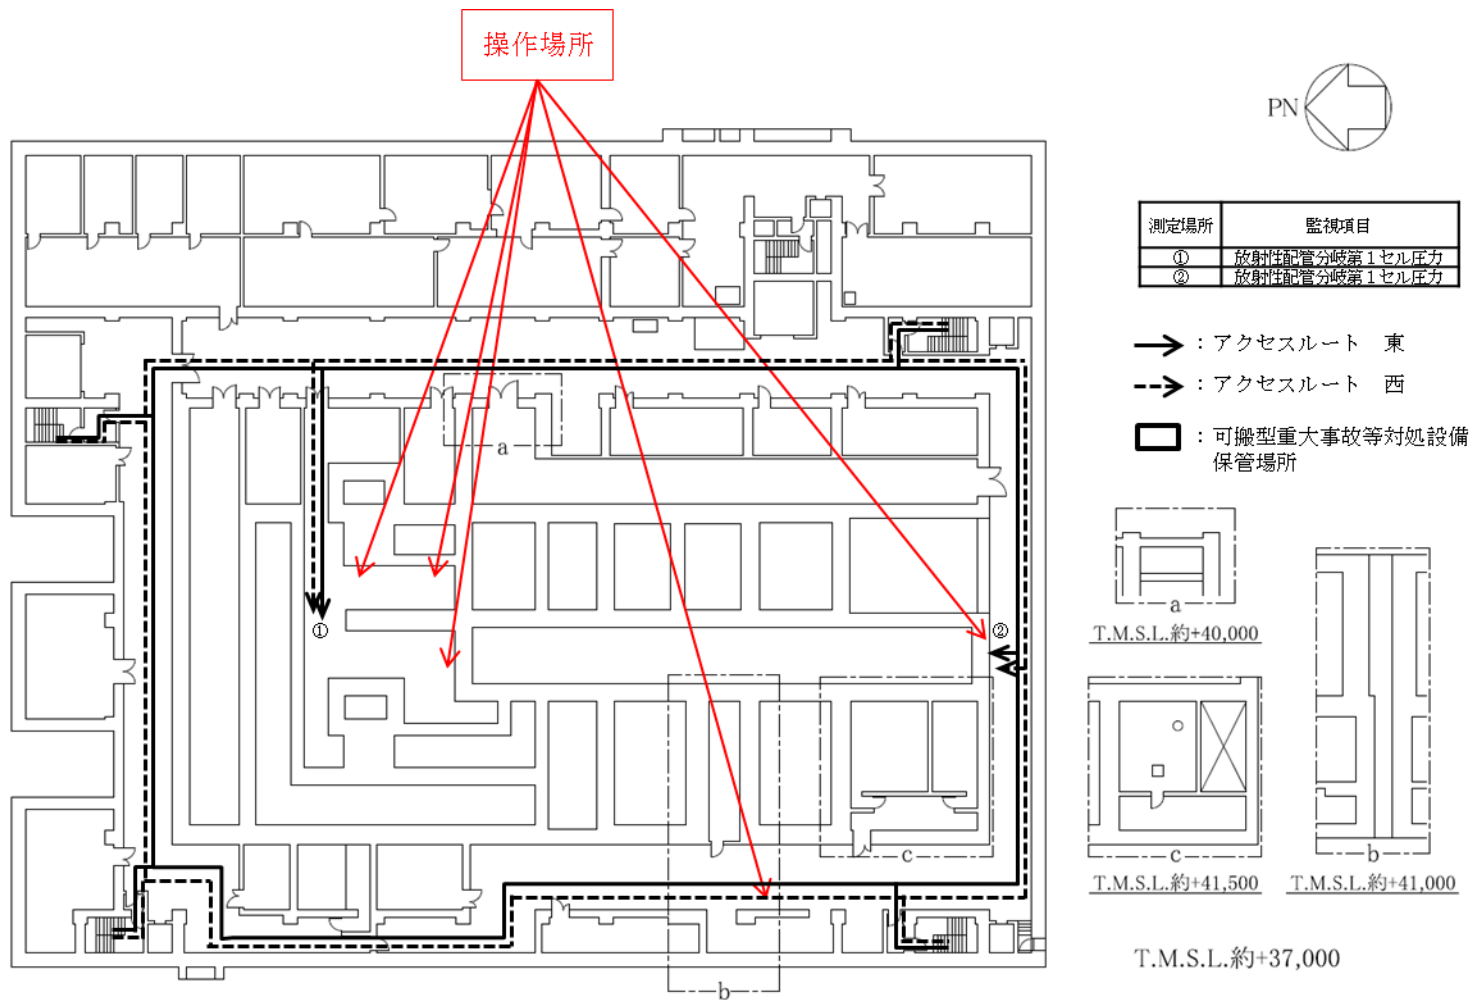 操作場所
PN
測定場所 監視項目
① 放射性配管分岐第1セル圧力
② 放射性配管分岐第1セル圧力
：アクセスルート 東
：アクセスルート 西
：可搬型重大事故等対処設備
保管場所
a
①
②
c
b
a
T.M.S.L.約+40,000
c
T.M.S.L.約+41,500
b
T.M.S.L.約+41,000
T.M.S.L.約+37,000